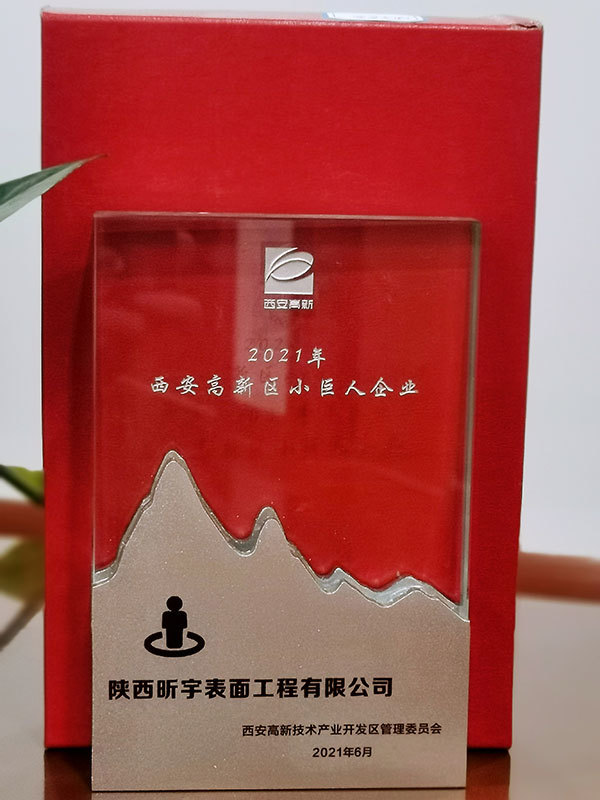 西安高新
2021年
西安高新区小巨人企业
陕西昕宇表面工程有限公司
西安高新技术产业开发区管理委员会
2021年6月